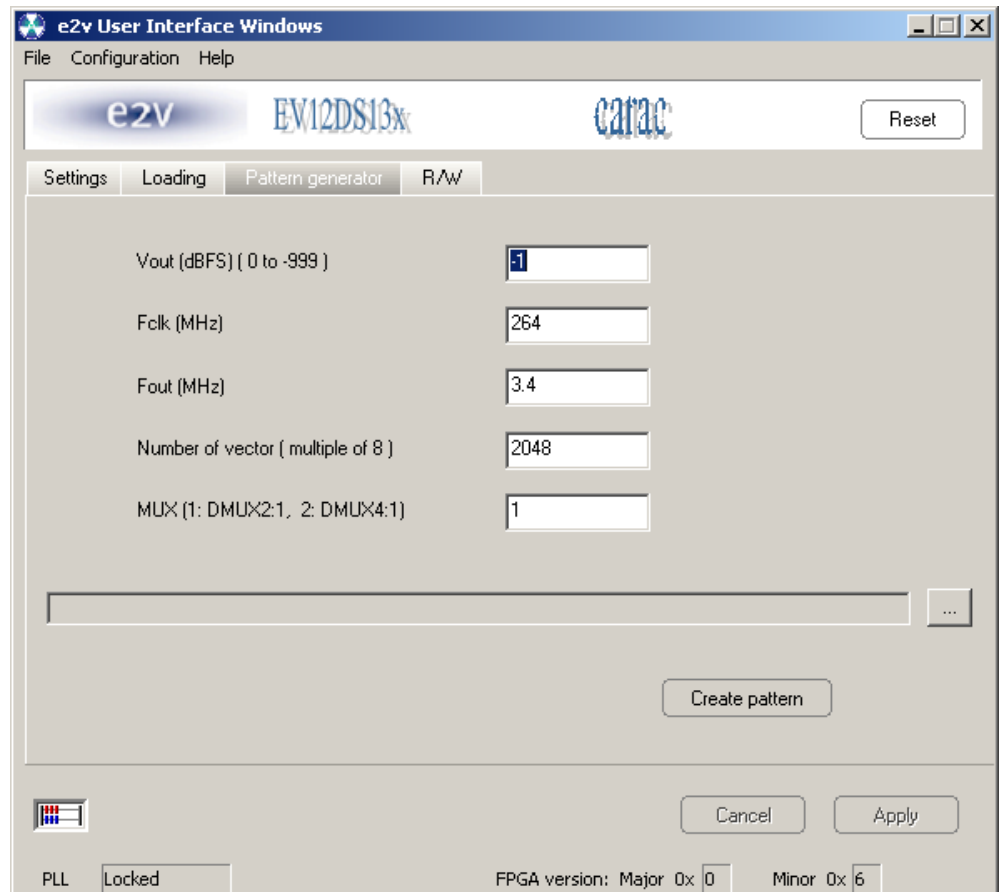 e2v User Interface Windows
File Configuration Help
e2v EV12DS13x carac Reset
Settings Loading Pattern generator R/W
Vout (dBFS) ( 0 to -999 ) -1
Fclk (MHz) 264
Fout (MHz) 3.4
Number of vector ( multiple of 8 ) 2048
MUX (1: DMUX2:1, 2: DMUX4:1) 1
...
Create pattern
Cancel Apply
PLL Locked FPGA version: Major 0x 0 Minor 0x 6